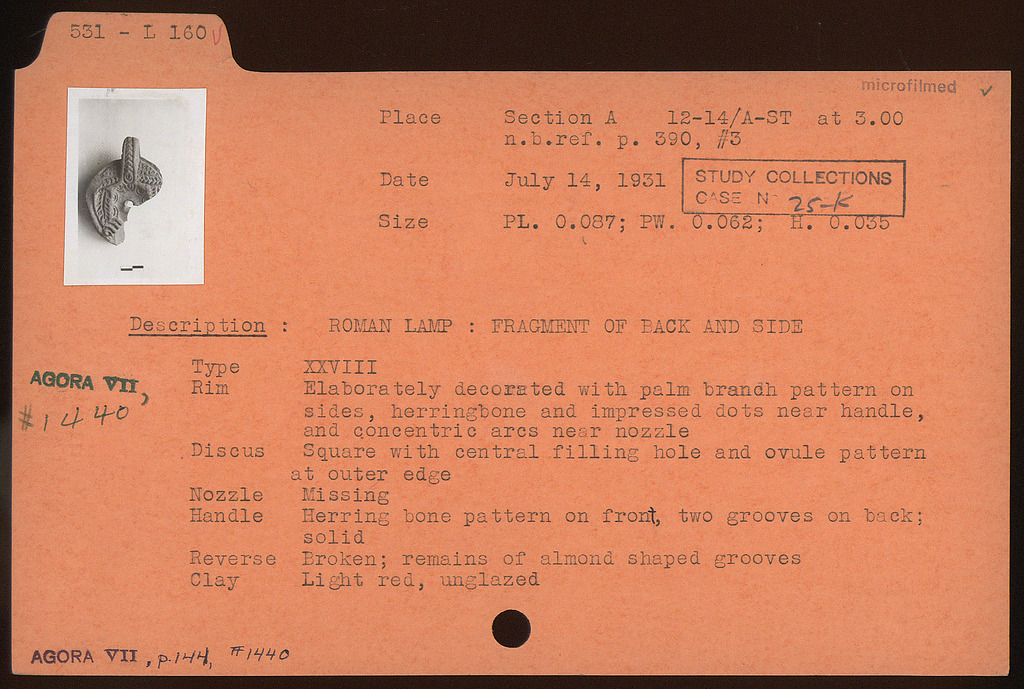 531 - L 160 V
microfilmed ✓
Place Section A 12-14/A-ST at 3.00
n.b.ref. p. 390, #3
Date July 14, 1931
STUDY COLLECTIONS
CASE No 25-K
Size PL. 0.087; PW. 0.062; H. 0.035
Description : ROMAN LAMP : FRAGMENT OF BACK AND SIDE
Type XXVIII
AGORA VII,
#1440
Rim Elaborately decorated with palm brandh pattern on
sides, herringbone and impressed dots near handle,
and concentric arcs near nozzle
Discus Square with central filling hole and ovule pattern
at outer edge
Nozzle Missing
Handle Herring bone pattern on front, two grooves on back;
solid
Reverse Broken; remains of almond shaped grooves
Clay Light red, unglazed
AGORA VII, p.144, #1440